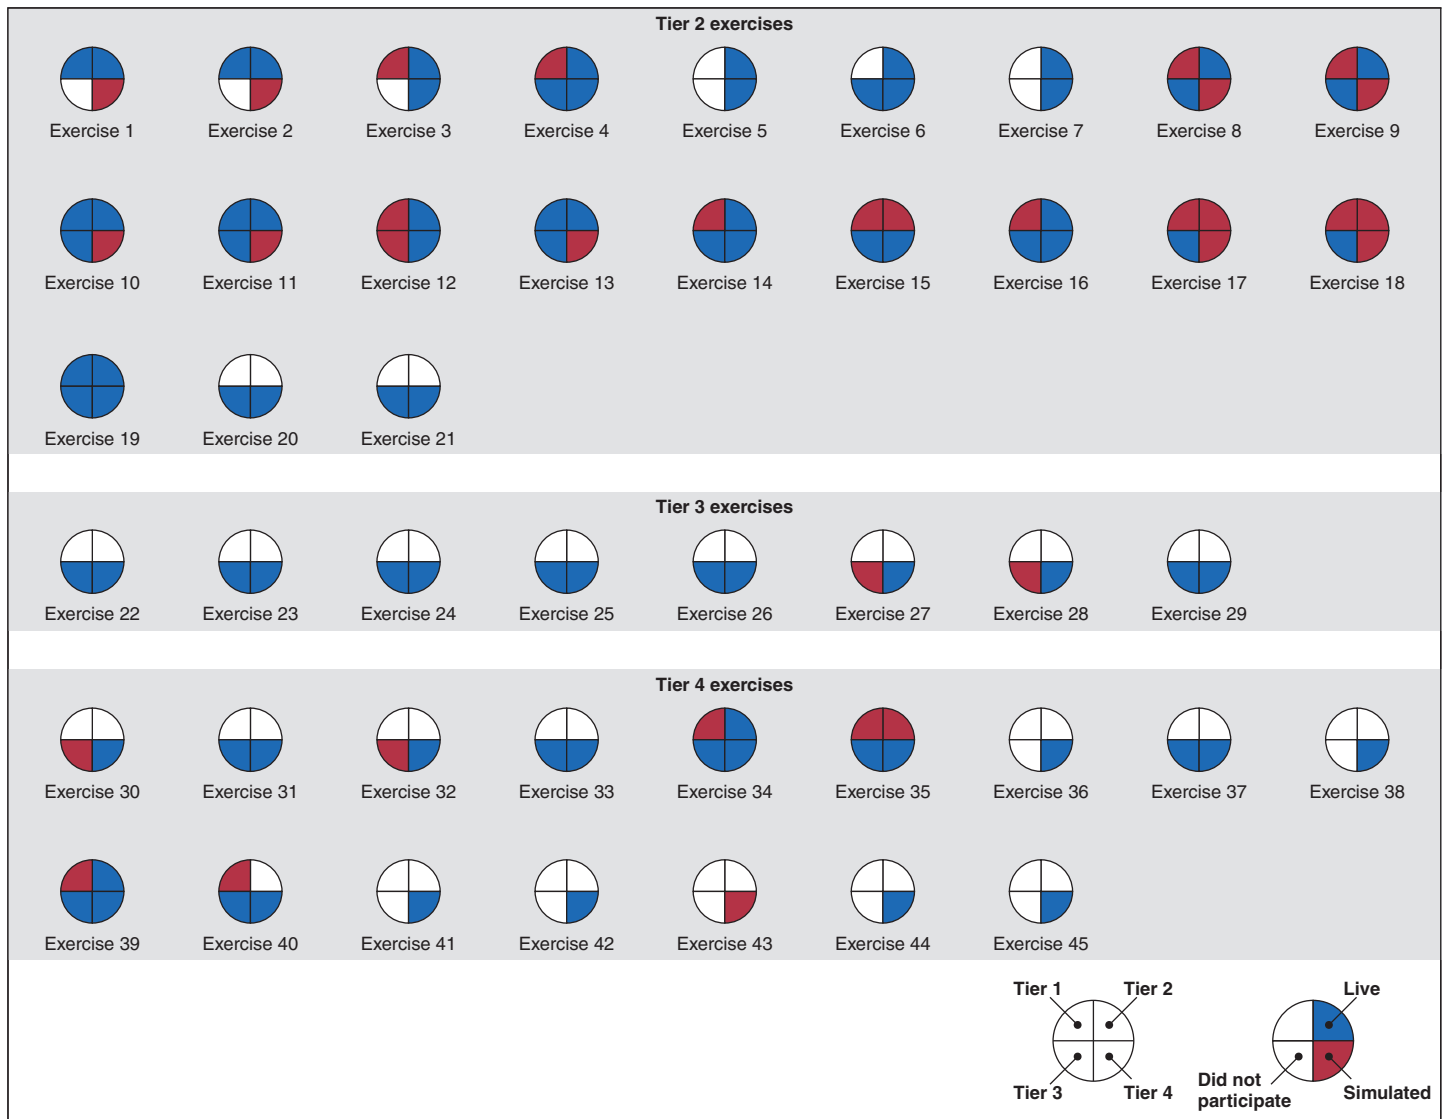 Tier 2 exercises
Exercise 1 Exercise 2 Exercise 3 Exercise 4 Exercise 5 Exercise 6 Exercise 7 Exercise 8 Exercise 9
Exercise 10 Exercise 11 Exercise 12 Exercise 13 Exercise 14 Exercise 15 Exercise 16 Exercise 17 Exercise 18
Exercise 19 Exercise 20 Exercise 21
Tier 3 exercises
Exercise 22 Exercise 23 Exercise 24 Exercise 25 Exercise 26 Exercise 27 Exercise 28 Exercise 29
Tier 4 exercises
Exercise 30 Exercise 31 Exercise 32 Exercise 33 Exercise 34 Exercise 35 Exercise 36 Exercise 37 Exercise 38
Exercise 39 Exercise 40 Exercise 41 Exercise 42 Exercise 43 Exercise 44 Exercise 45
Tier 1 Tier 2
Tier 3 Tier 4
Live
Did not
participate
Simulated